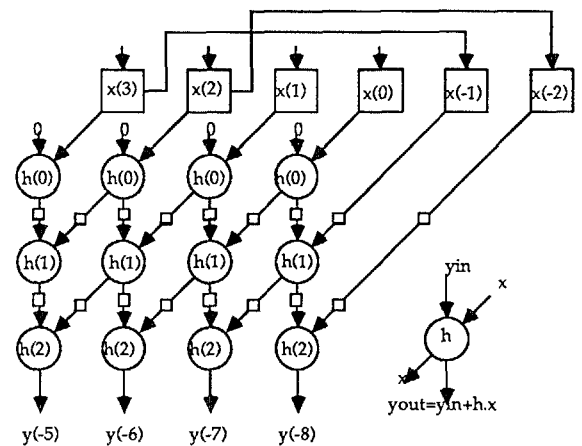 x(3) x(2) x(1) x(0) x(-1) x(-2)
0 0 0 0
h(0) h(0) h(0) h(0)
h(1) h(1) h(1) h(1)
yin
x
h
h(2) h(2) h(2) h(2)
x
yout=yin+h.x
y(-5) y(-6) y(-7) y(-8)